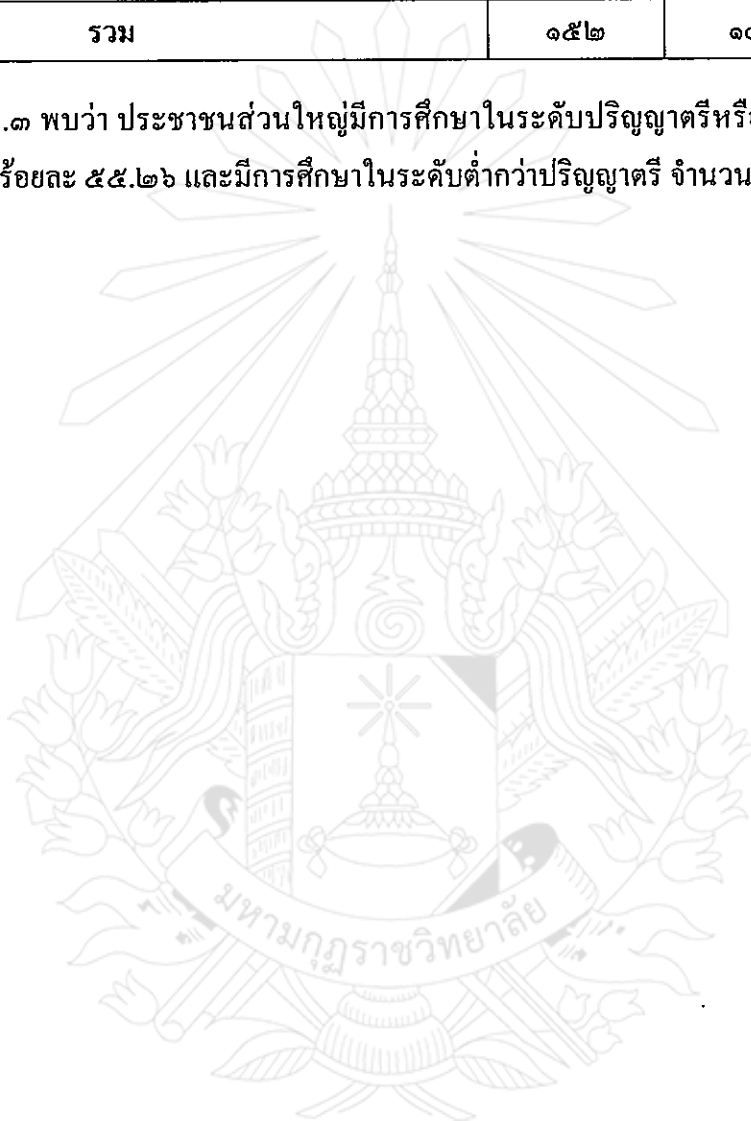 รวม ๑๕๒
.๓ พบว่า ประชาชนส่วนใหญ่มีการศึกษาในระดับปริญญาตรีหรือ
ร้อยละ ๕๕.๒๖ และมีการศึกษาในระดับต่ำกว่าปริญญาตรี จำนวน
มหามกุฏราชวิทยาลัย